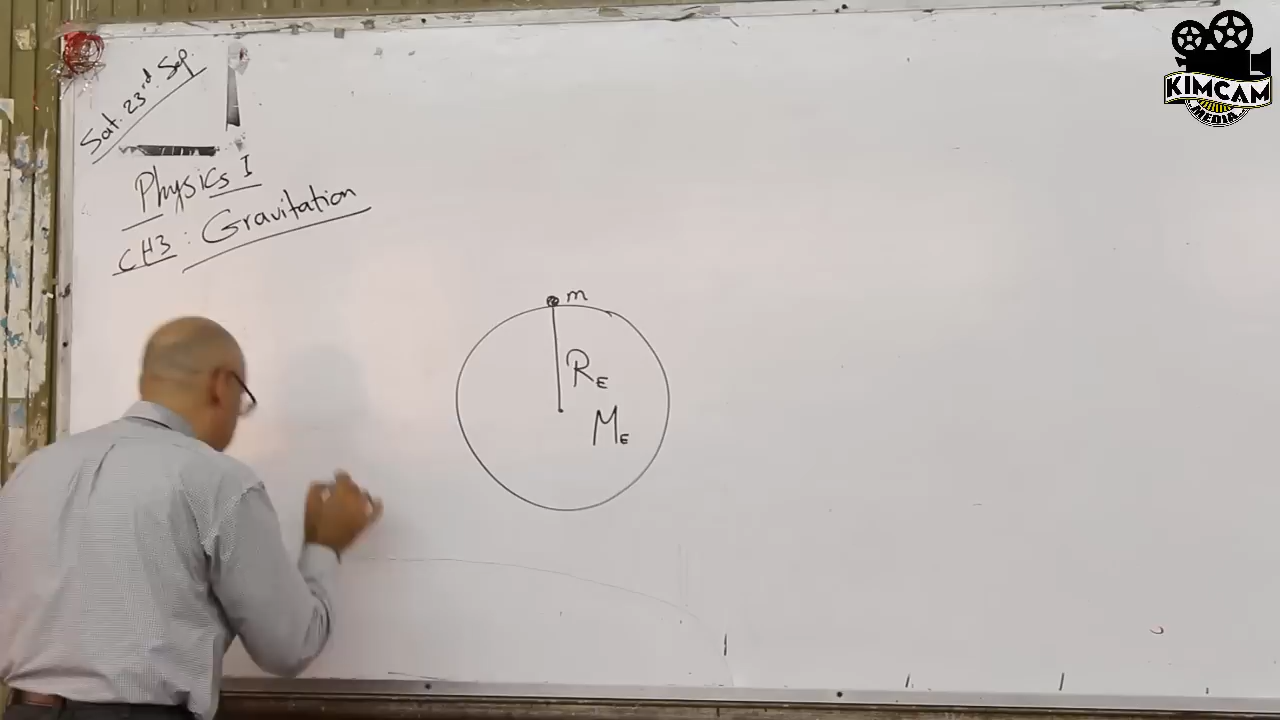 Sat. 23rd. Sep.
Physics I
CH3: Gravitation
m
RE
ME
KIMCAM
MEDIA